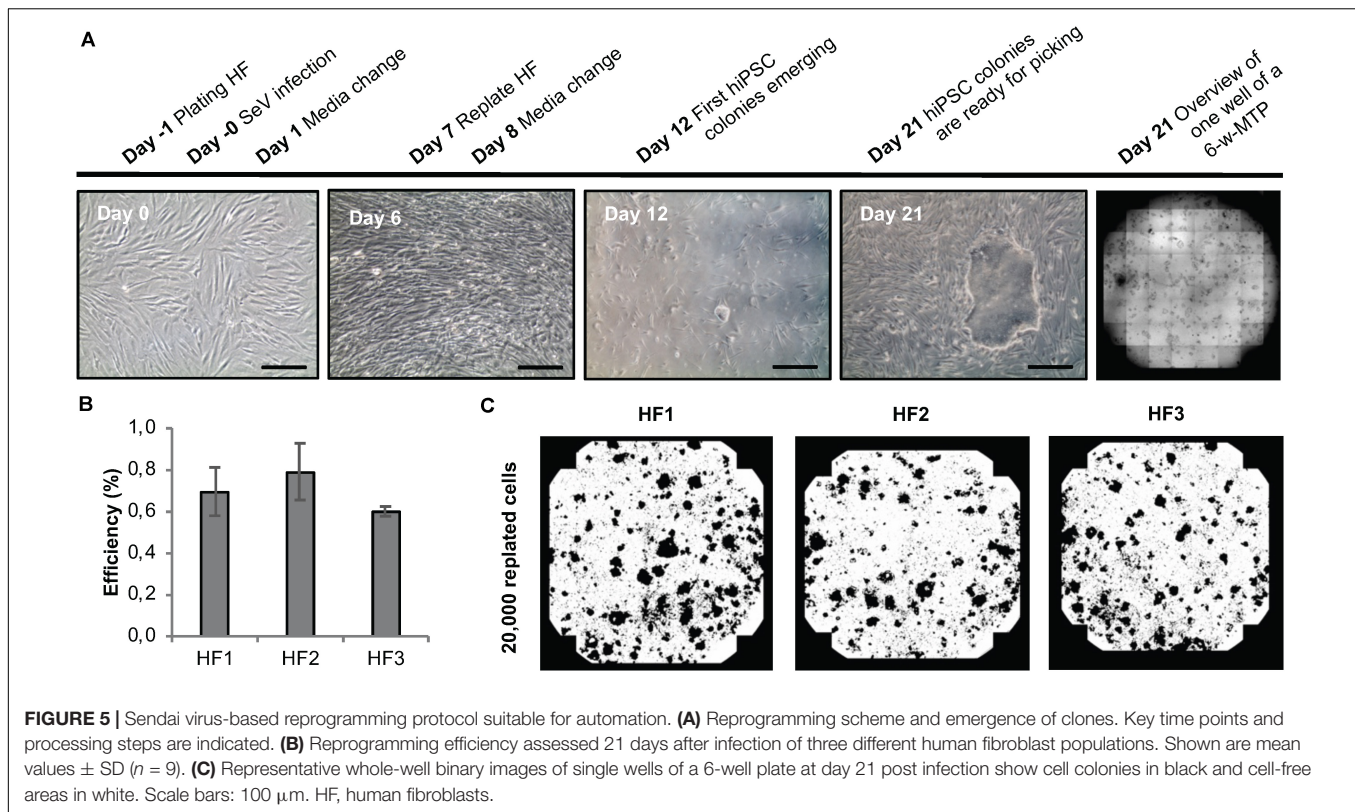 A
Day -1 Plating HF
Day -0 SeV infection
Day 1 Media change
Day 7 Replate HF
Day 8 Media change
Day 12 First hiPSC
colonies emerging
Day 21 hiPSC colonies
are ready for picking
Day 21 Overview of
one well of a
6-w-MTP
Day 0
Day 6
Day 12
Day 21
B
Efficiency (%)
1,0
0,8
0,6
0,4
0,2
0,0
HF1
HF2
HF3
C
HF1
HF2
HF3
20,000 replated cells
FIGURE 5 | Sendai virus-based reprogramming protocol suitable for automation. (A) Reprogramming scheme and emergence of clones. Key time points and
processing steps are indicated. (B) Reprogramming efficiency assessed 21 days after infection of three different human fibroblast populations. Shown are mean
values ± SD (n = 9). (C) Representative whole-well binary images of single wells of a 6-well plate at day 21 post infection show cell colonies in black and cell-free
areas in white. Scale bars: 100 μm. HF, human fibroblasts.